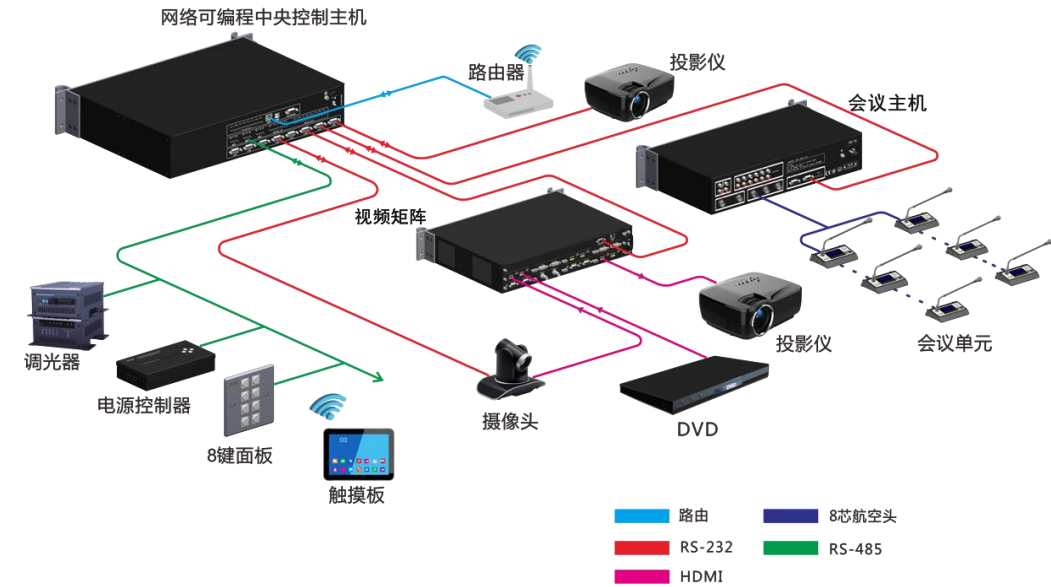 网络可编程中央控制主机
路由器
投影仪
会议主机
视频矩阵
调光器
投影仪
会议单元
电源控制器
摄像头
DVD
8键面板
触摸板
路由
8芯航空头
RS-232
RS-485
HDMI